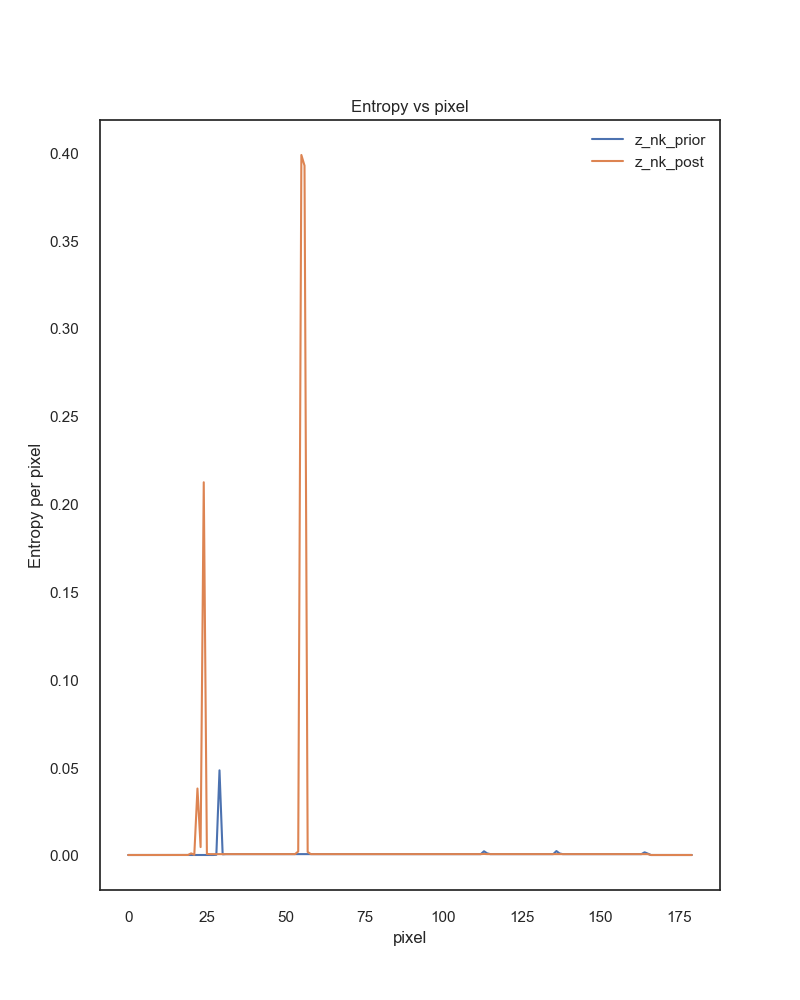 Entropy vs pixel
z_nk_prior
z_nk_post
0.40
0.35
0.30
0.25
0.20
0.15
0.10
0.05
0.00
Entropy per pixel
0 25 50 75 100 125 150 175
pixel